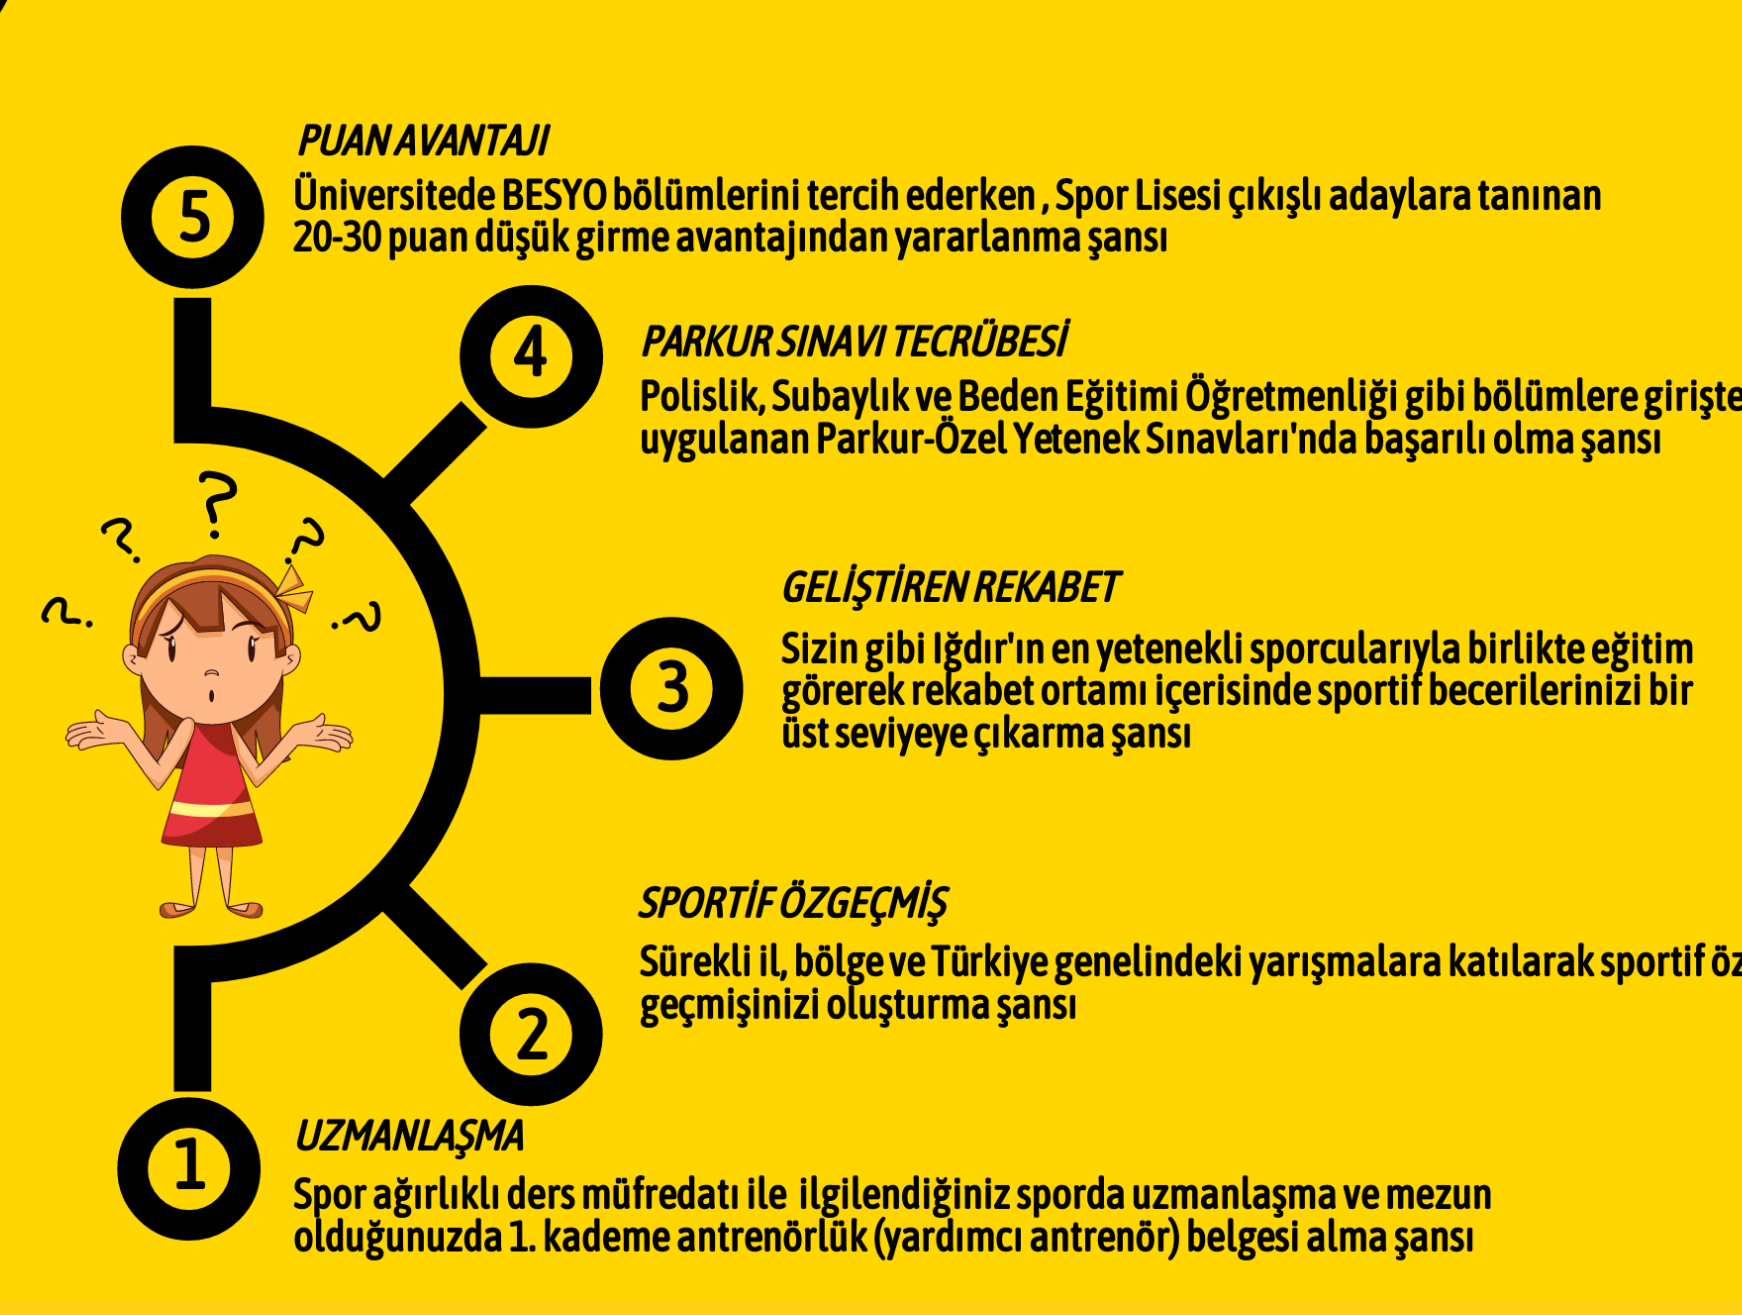 5
PUAN AVANTAJI
Üniversitede BESYO bölümlerini tercih ederken , Spor Lisesi çıkışlı adaylara tanınan
20-30 puan düşük girme avantajından yararlanma şansı
4
PARKUR SINAVI TECRÜBESİ
Polislik, Subaylık ve Beden Eğitimi Öğretmenliği gibi bölümlere girişte
uygulanan Parkur-Özel Yetenek Sınavları'nda başarılı olma şansı
? ? ? ? ?
GELİŞTİREN REKABET
3
Sizin gibi Iğdır'ın en yetenekli sporcularıyla birlikte eğitim
görerek rekabet ortamı içerisinde sportif becerilerinizi bir
üst seviyeye çıkarma şansı
SPORTİF ÖZGEÇMİŞ
2
Sürekli il, bölge ve Türkiye genelindeki yarışmalara katılarak sportif öz
geçmişinizi oluşturma şansı
1
UZMANLAŞMA
Spor ağırlıklı ders müfredatı ile ilgilendiğiniz sporda uzmanlaşma ve mezun
olduğunuzda 1. kademe antrenörlük (yardımcı antrenör) belgesi alma şansı